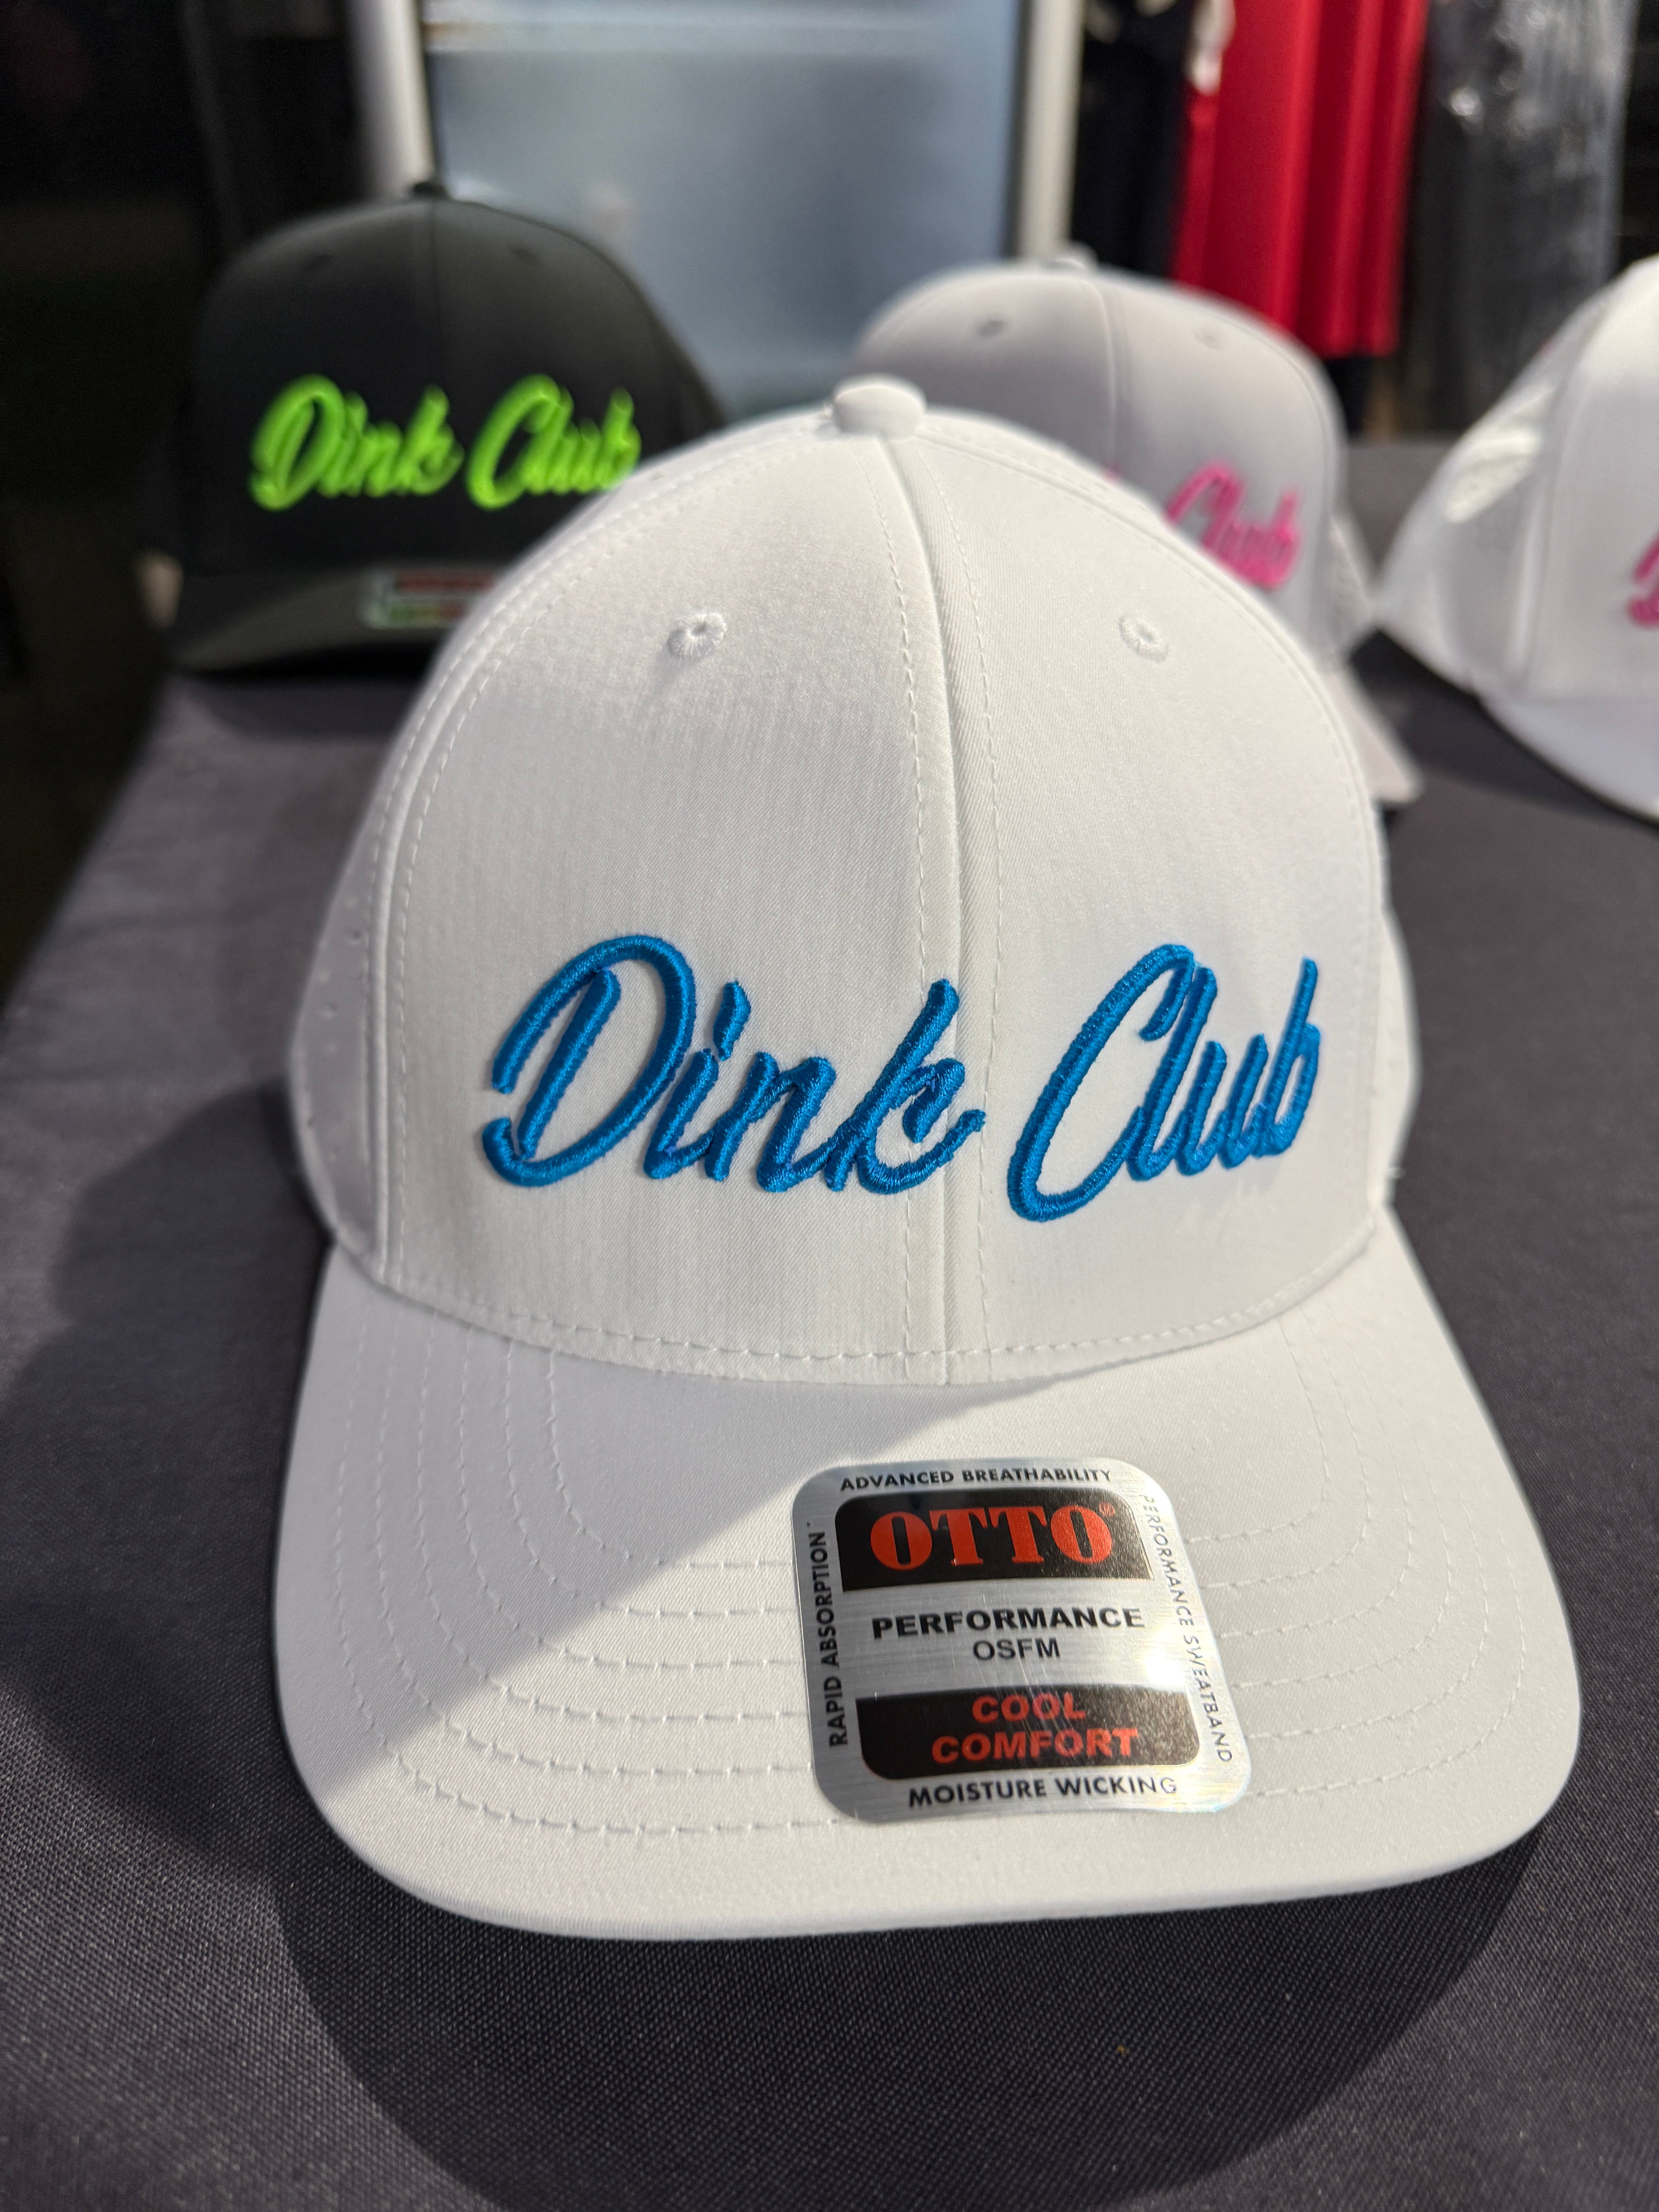 Dink Club
Club
Dink Club
ADVANCED BREATHABILITY
OTTO®
RAPID ABSORPTION
PERFORMANCE SWEATBAND
PERFORMANCE
OSFM
COOL
COMFORT
MOISTURE WICKING